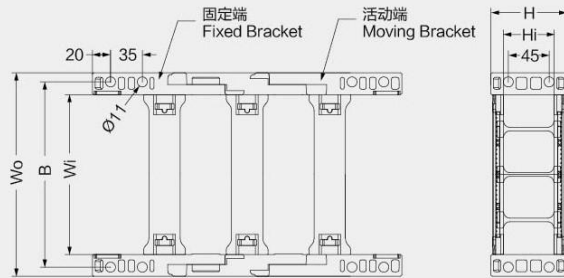 固定端
Fixed Bracket
活动端
Moving Bracket
H
Hi
45
20
35
Ø11
Wo
B
Wi